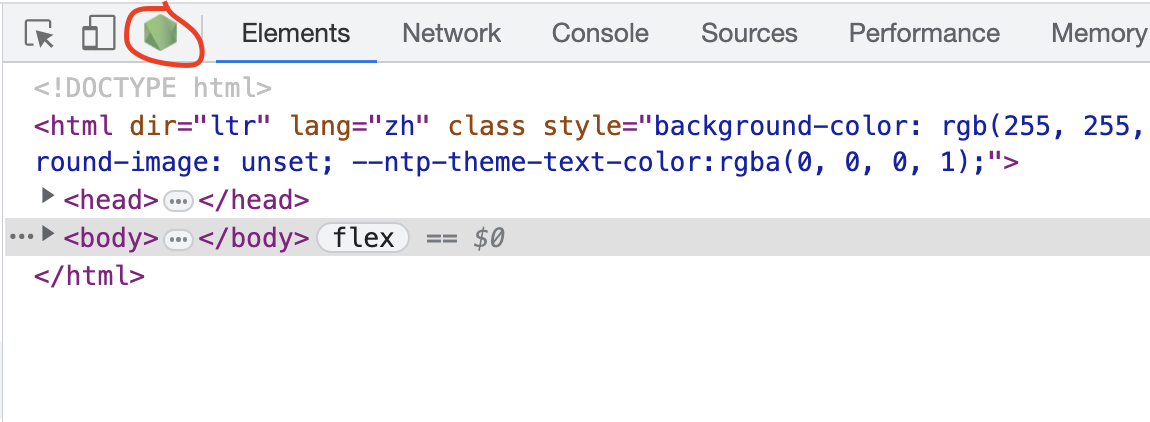 Elements Network Console Sources Performance Memory
<!DOCTYPE html>
<html dir="ltr" lang="zh" class style="background-color: rgb(255, 255,
round-image: unset; --ntp-theme-text-color:rgba(0, 0, 0, 1);">
<head>…</head>
… <body>…</body> flex == $0
</html>